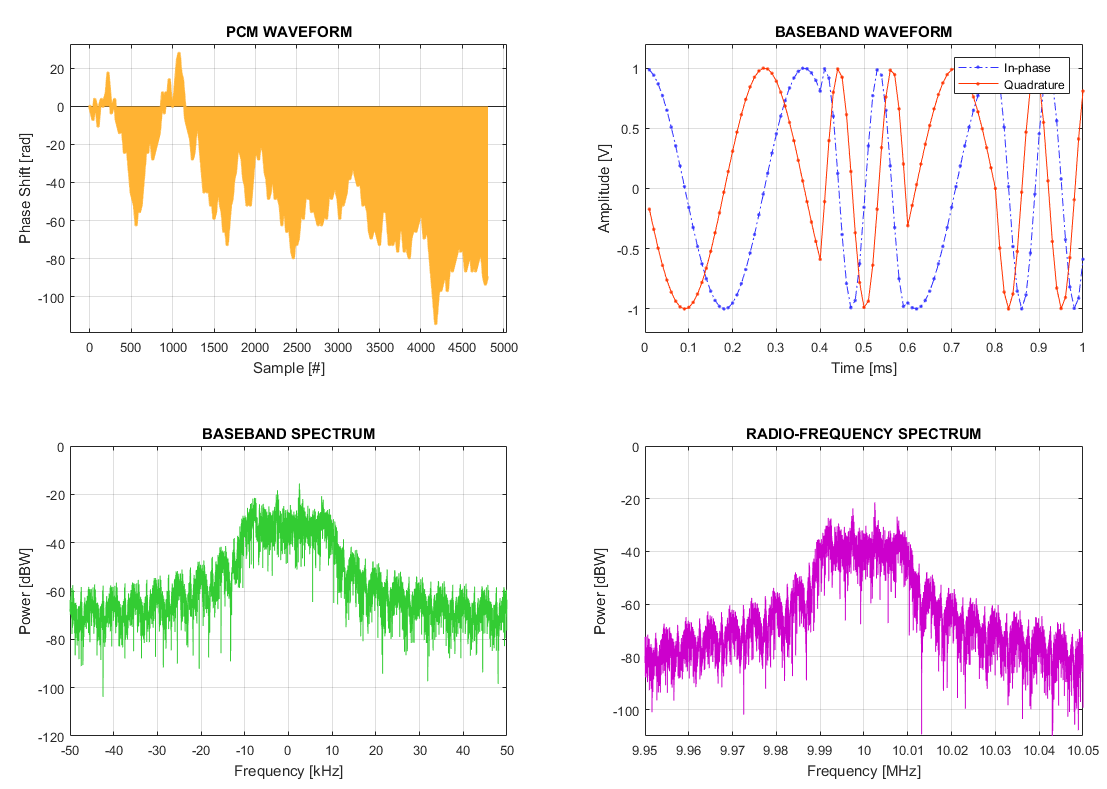 PCM WAVEFORM
Phase Shift [rad]
20
0
-20
-40
-60
-80
-100
0 500 1000 1500 2000 2500 3000 3500 4000 4500 5000
Sample [#]
BASEBAND WAVEFORM
In-phase
Quadrature
Amplitude [V]
1
0.5
0
-0.5
-1
0 0.1 0.2 0.3 0.4 0.5 0.6 0.7 0.8 0.9 1
Time [ms]
BASEBAND SPECTRUM
Power [dBW]
0
-20
-40
-60
-80
-100
-120
-50 -40 -30 -20 -10 0 10 20 30 40 50
Frequency [kHz]
RADIO-FREQUENCY SPECTRUM
Power [dBW]
0
-20
-40
-60
-80
-100
9.95 9.96 9.97 9.98 9.99 10 10.01 10.02 10.03 10.04 10.05
Frequency [MHz]